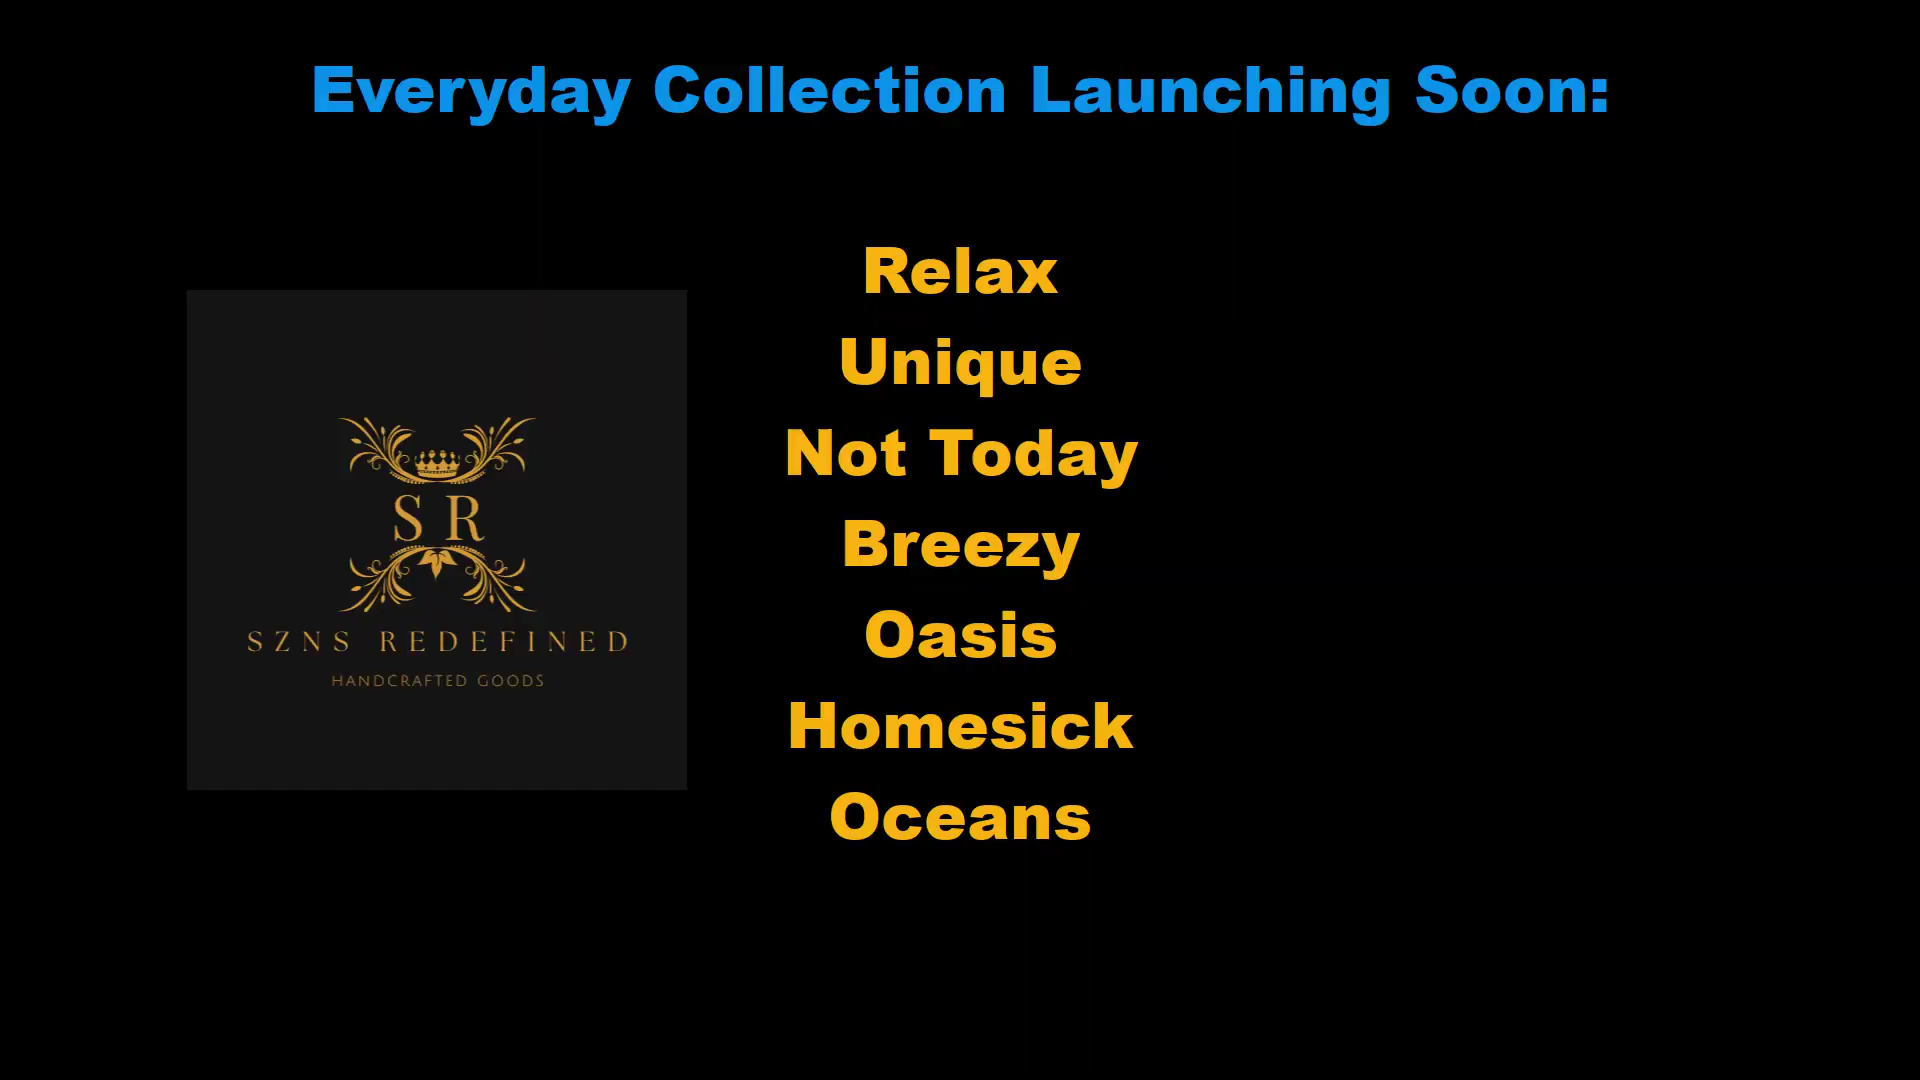 Everyday Collection Launching Soon:
Relax
Unique
Not Today
Breezy
Oasis
Homesick
Oceans
S R
SZNS REDEFINED
HANDCRAFTED GOODS